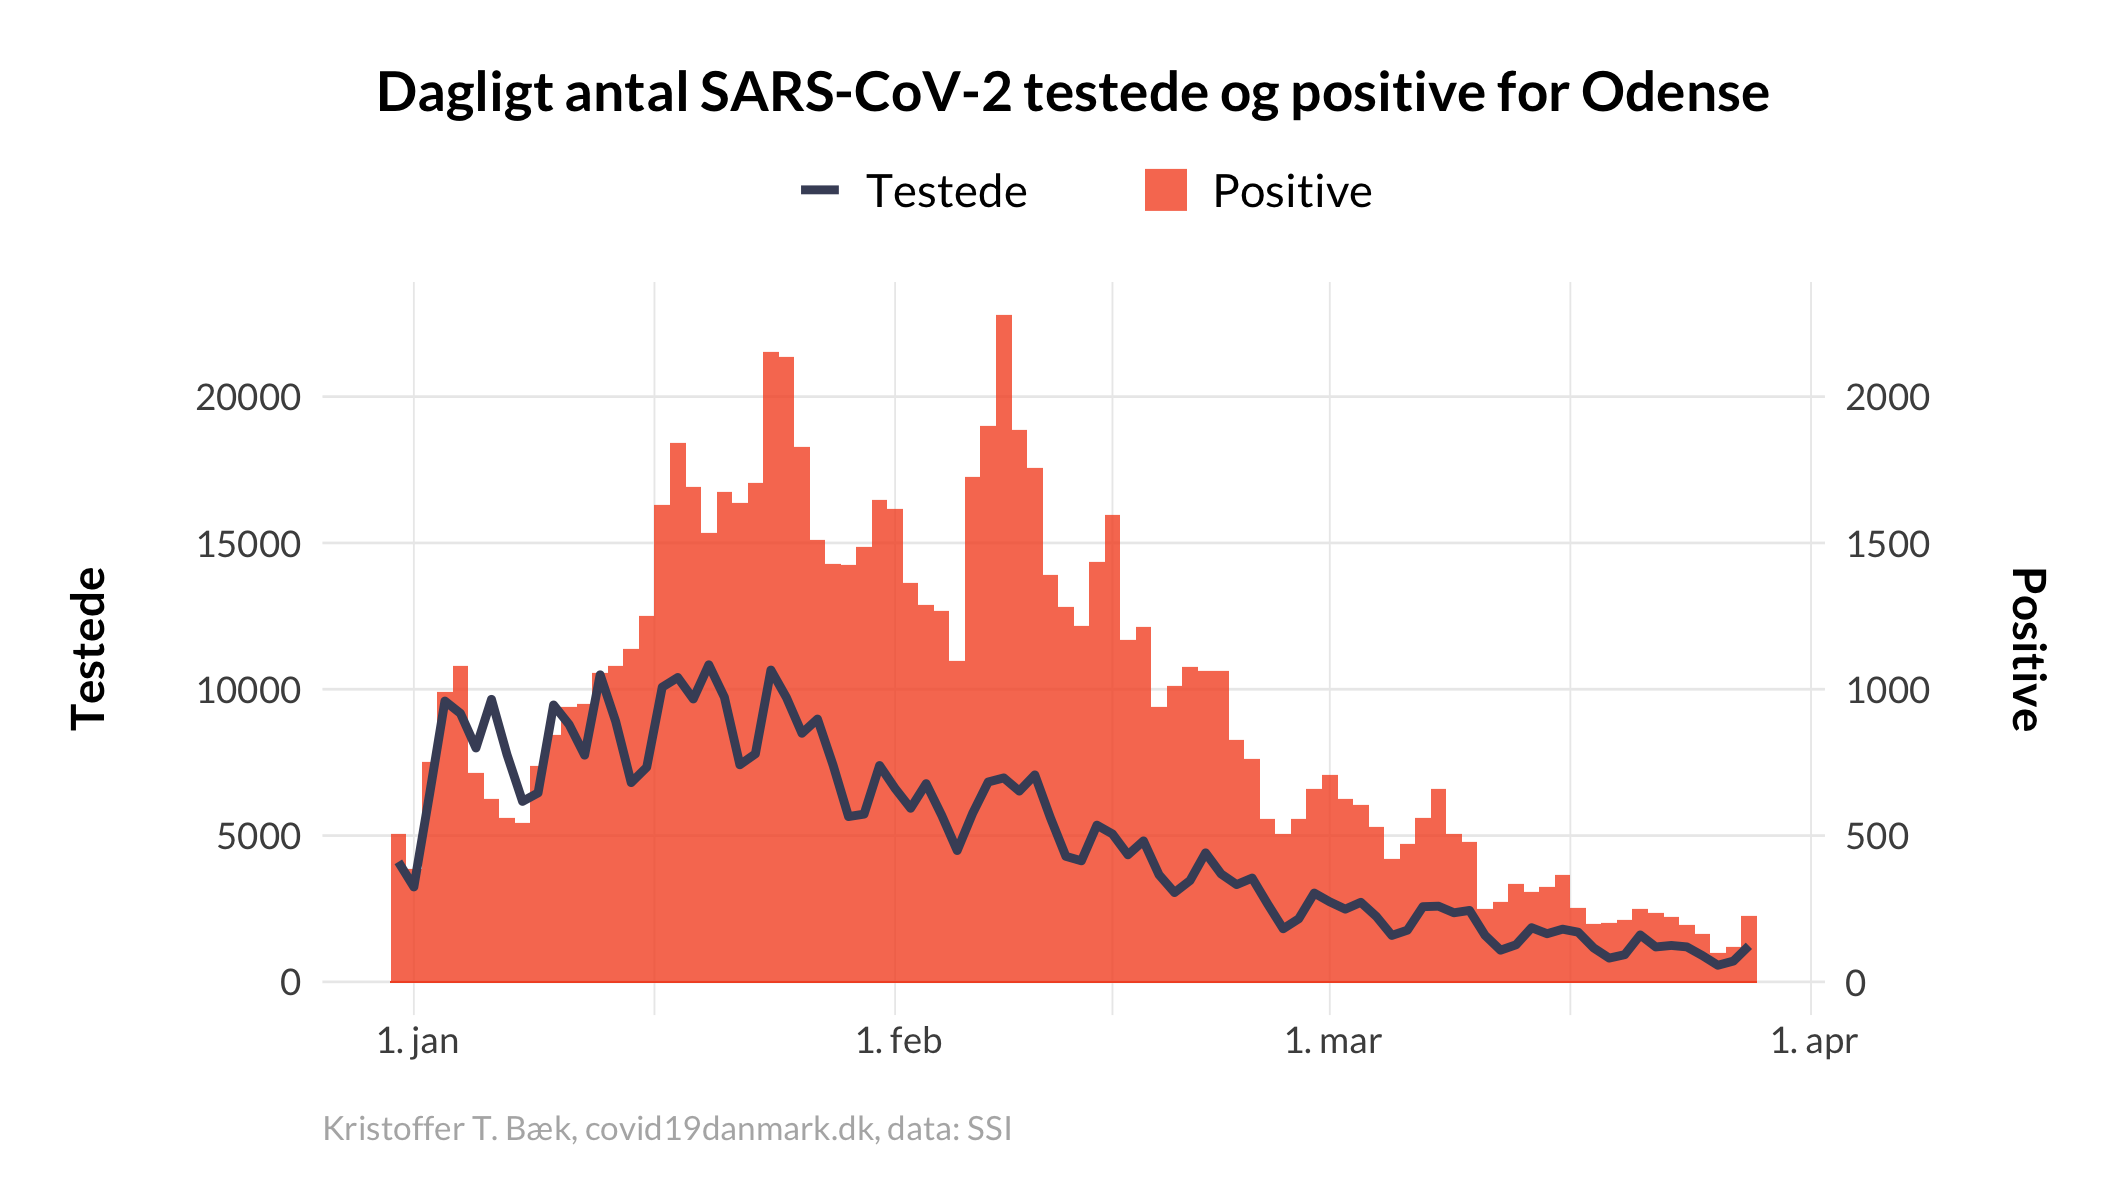 Dagligt antal SARS-CoV-2 testede og positive for Odense
Testede
Positive
20000
15000
10000
5000
0
Testede
2000
1500
1000
500
0
Positive
1. jan
1. feb
1. mar
1. apr
Kristoffer T. Bæk, covid19danmark.dk, data: SSI